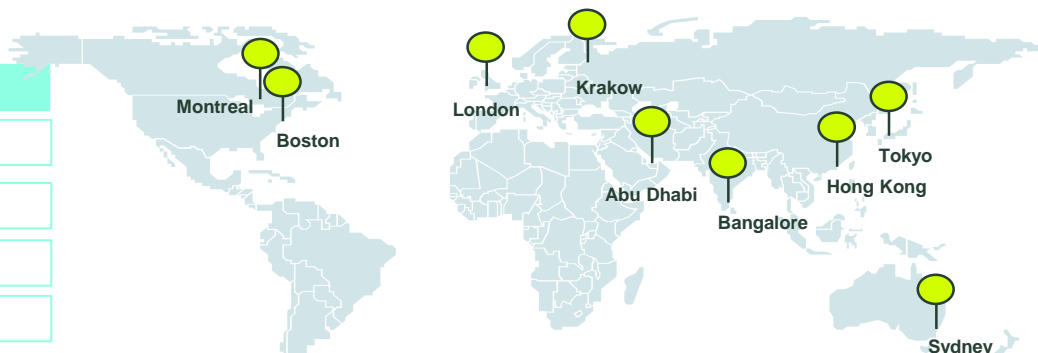 Krakow
Montreal
London
Boston
Tokyo
Abu Dhabi
Hong Kong
Bangalore
Sydney